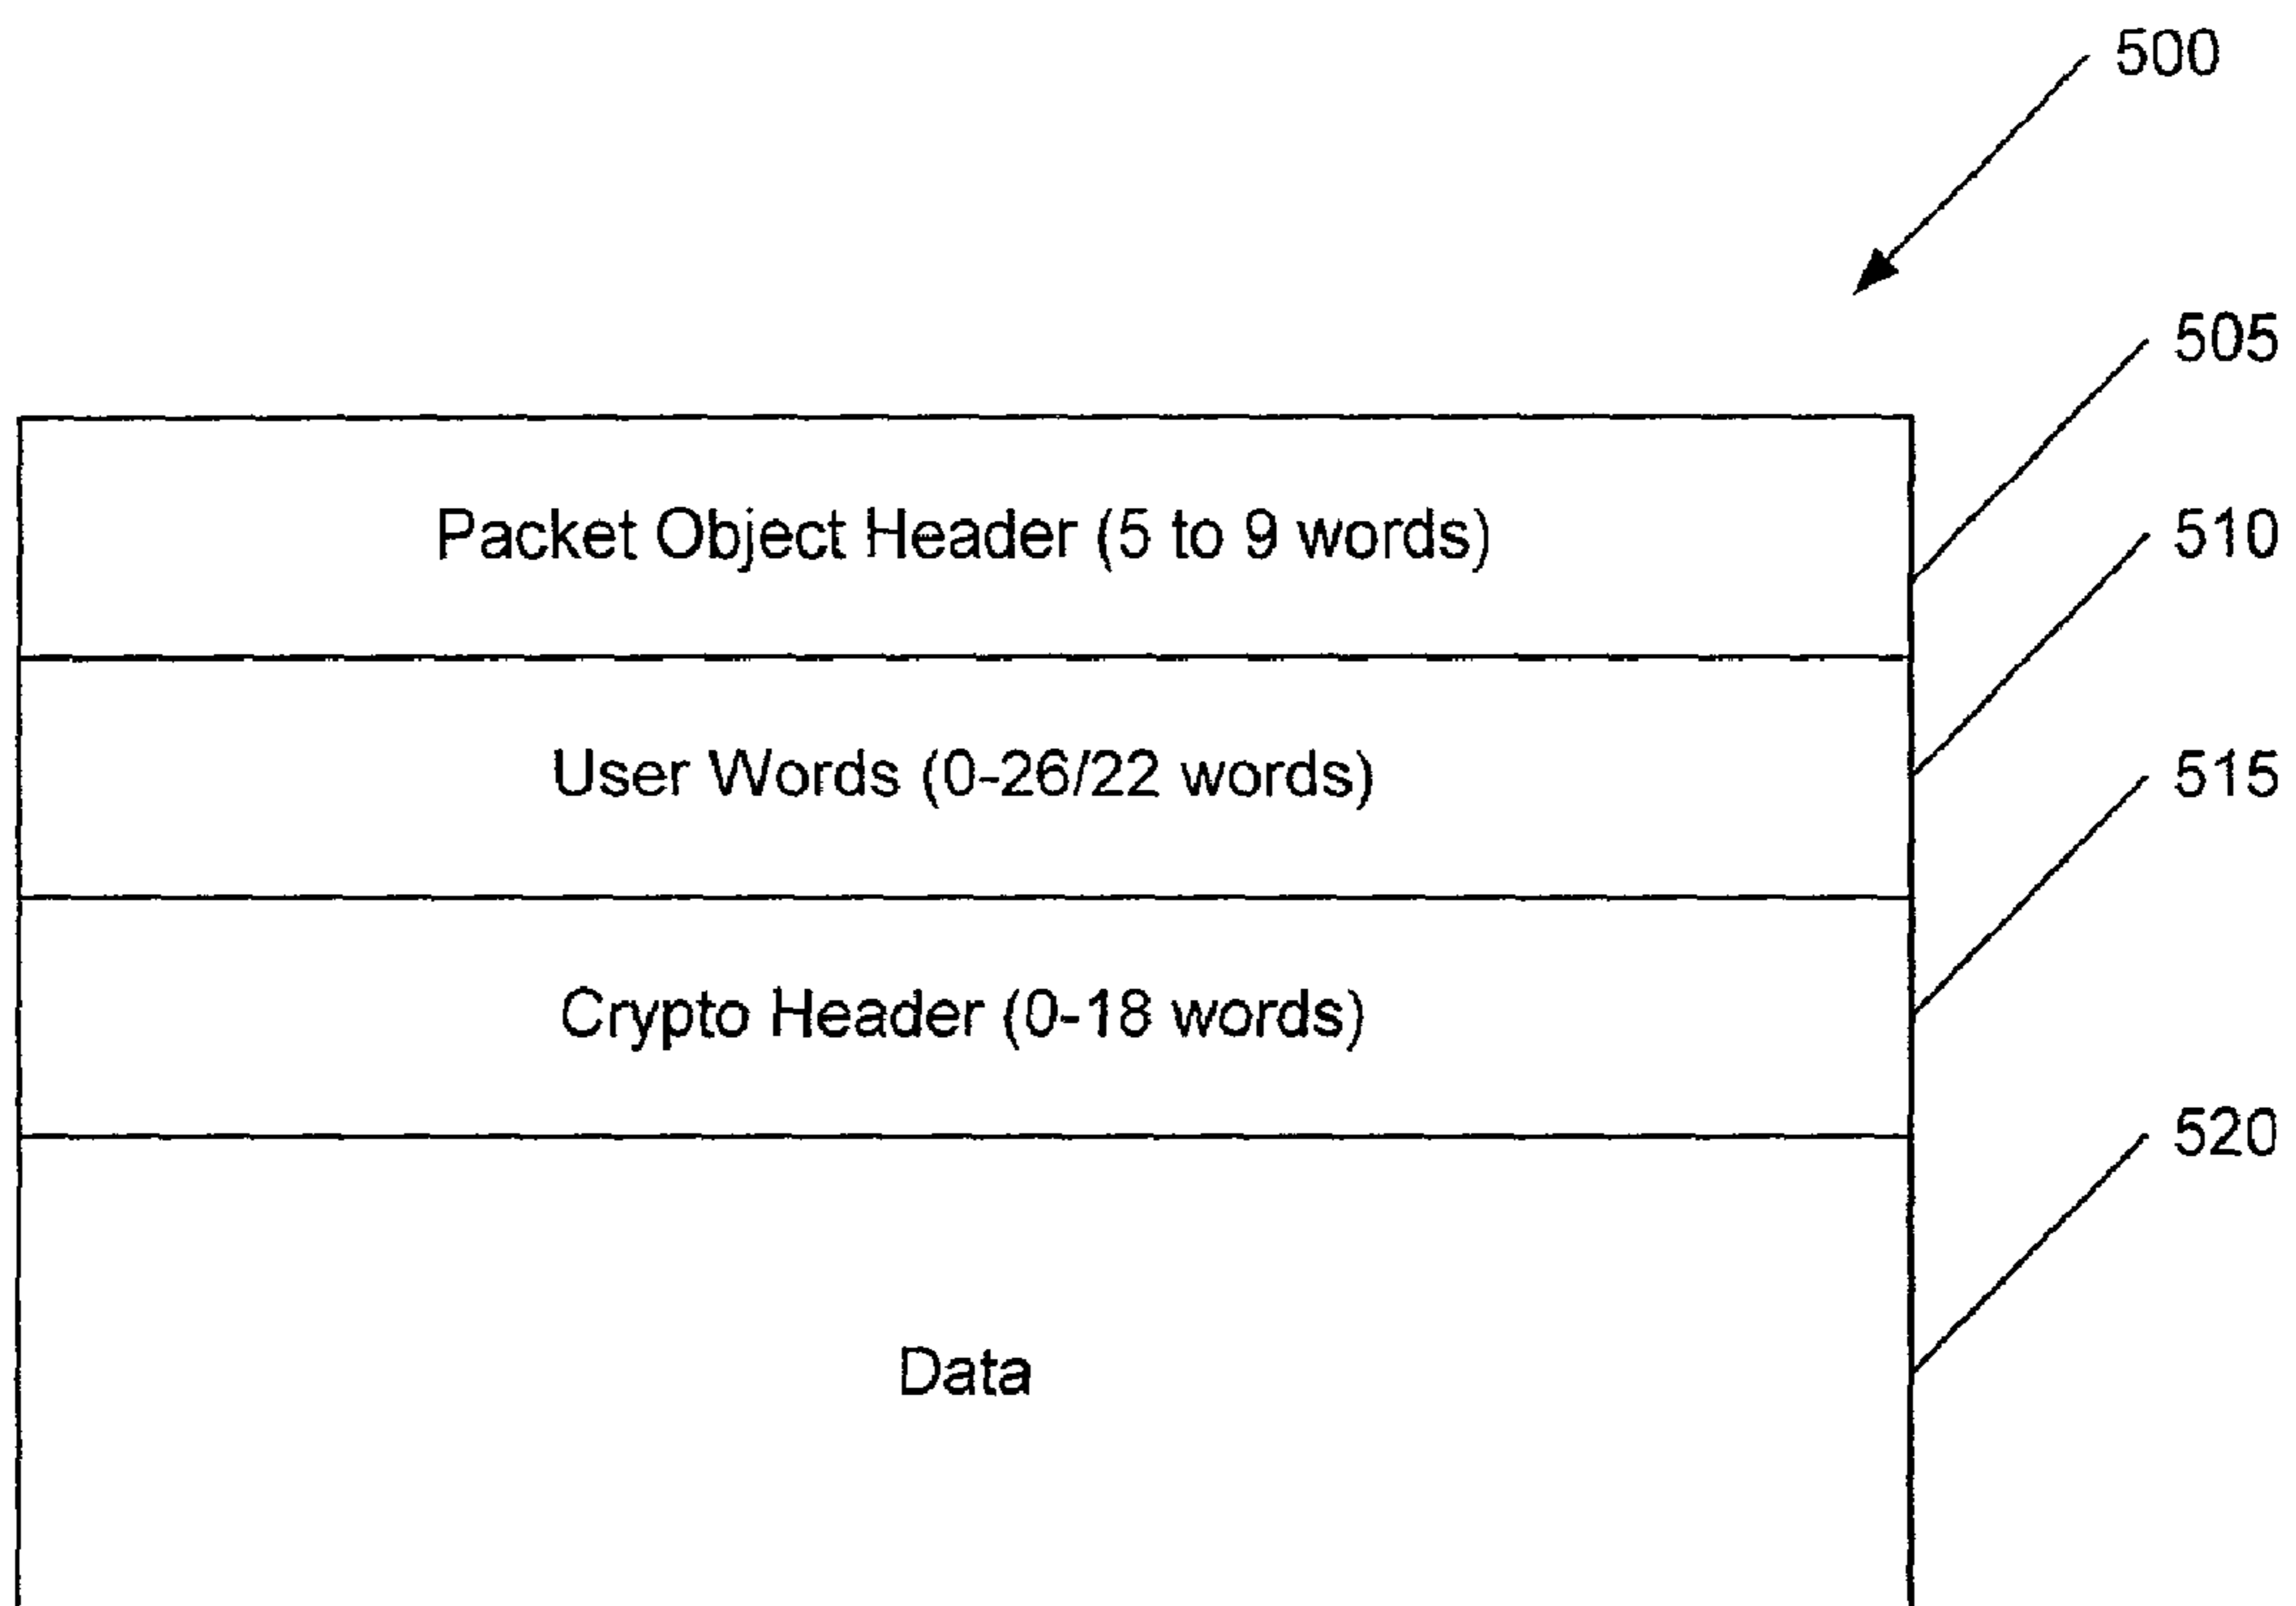 500
505
Packet Object Header (5 to 9 words)
510
User Words (0-26/22 words)
515
Crypto Header (0-18 words)
520
Data